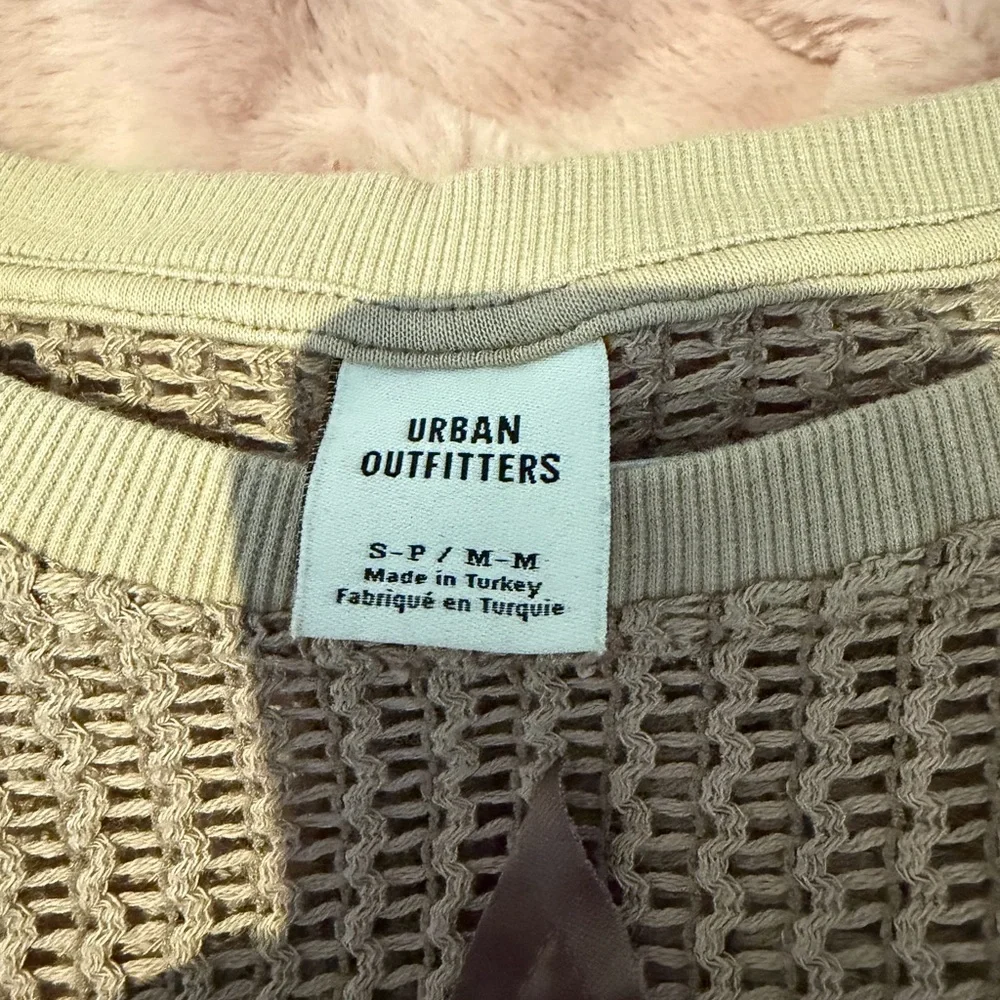 URBAN
OUTFITTERS
S-P / M-M
Made in Turkey
Fabriqué en Turquie